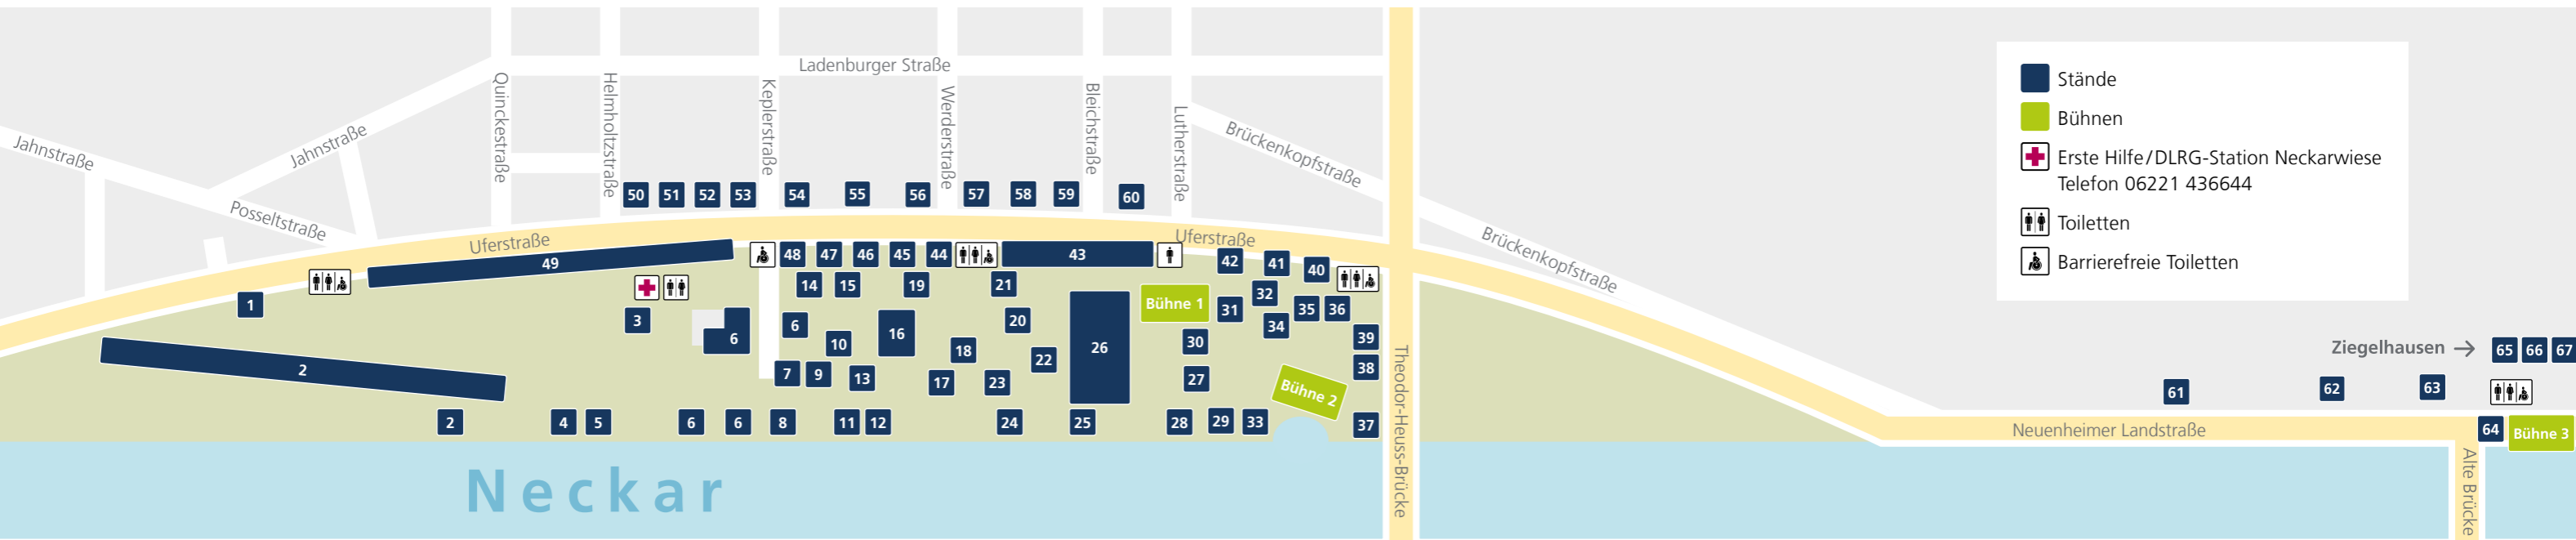 Ladenburger Straße
Jahnstraße
Jahnstraße
Posseltstraße
Quinckestraße
Helmholtzstraße
Keplerstraße
Werderstraße
Bleichstraße
Lutherstraße
Brückenkopfstraße
Brückenkopfstraße
Uferstraße
Uferstraße
50 51 52 53 54 55 56 57 58 59 60
49
48 47 46 45 44 43 42 41 40
1
14 15 19 21
Bühne 1
32
31 35 36
3 6 6 10 16 20 34
18 22 26 30 39
2
7 9 13 17 23 27 38
Bühne 2
2 4 5 6 6 8 11 12 24 25 28 29 33 37
Theodor-Heuss-Brücke
Neckar
Stände
Bühnen
Erste Hilfe/DLRG-Station Neckarwiese
Telefon 06221 436644
Toiletten
Barrierefreie Toiletten
Ziegelhausen → 65 66 67
61 62 63
Neuenheimer Landstraße
64 Bühne 3
Alte Brücke